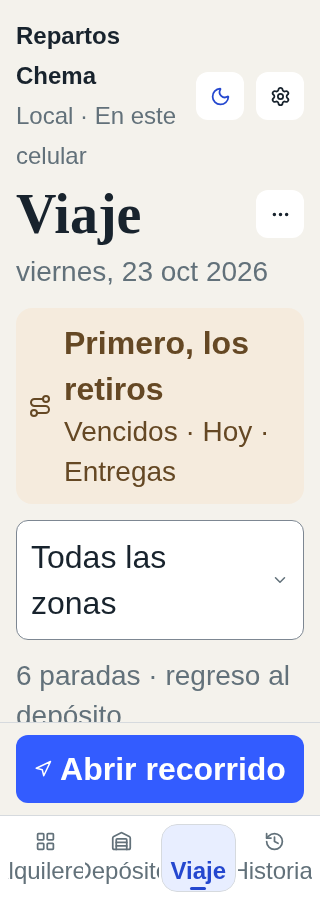 Repartos
Chema
Local · En este
celular
Viaje
viernes, 23 oct 2026
Primero, los
retiros
Vencidos · Hoy ·
Entregas
Todas las
zonas
6 paradas · regreso al
depósito
Abrir recorrido
lquilere
Depósito
Viaje
Historia